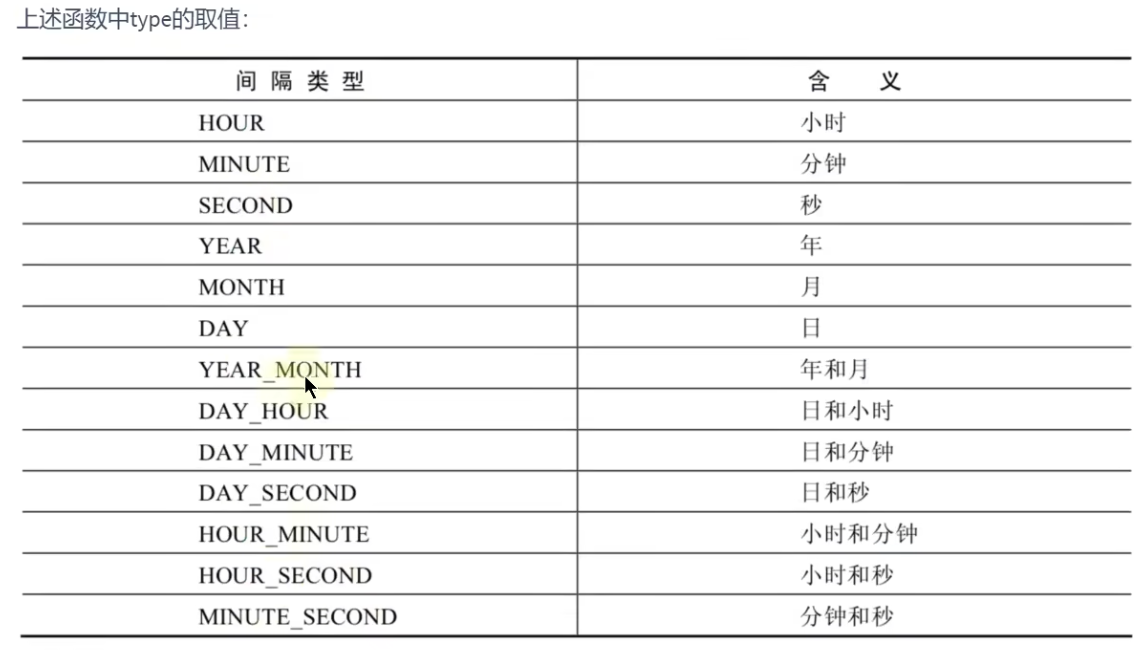 上述函数中type的取值：
间隔类型 含义
HOUR 小时
MINUTE 分钟
SECOND 秒
YEAR 年
MONTH 月
DAY 日
YEAR_MONTH 年和月
DAY_HOUR 日和小时
DAY_MINUTE 日和分钟
DAY_SECOND 日和秒
HOUR_MINUTE 小时和分钟
HOUR_SECOND 小时和秒
MINUTE_SECOND 分钟和秒